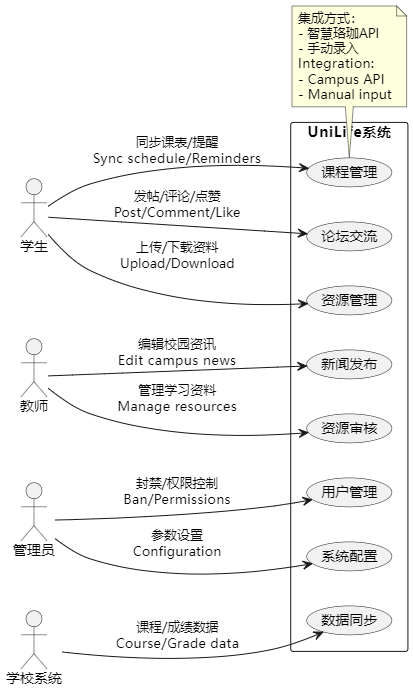 集成方式:
- 智慧珞珈API
- 手动录入
Integration:
- Campus API
- Manual input
UniLife系统
同步课表/提醒
Sync schedule/Reminders
课程管理
发帖/评论/点赞
Post/Comment/Like
论坛交流
学生
上传/下载资料
Upload/Download
资源管理
编辑校园资讯
Edit campus news
新闻发布
教师
管理学习资料
Manage resources
资源审核
封禁/权限控制
Ban/Permissions
用户管理
管理员
参数设置
Configuration
系统配置
课程/成绩数据
Course/Grade data
数据同步
学校系统